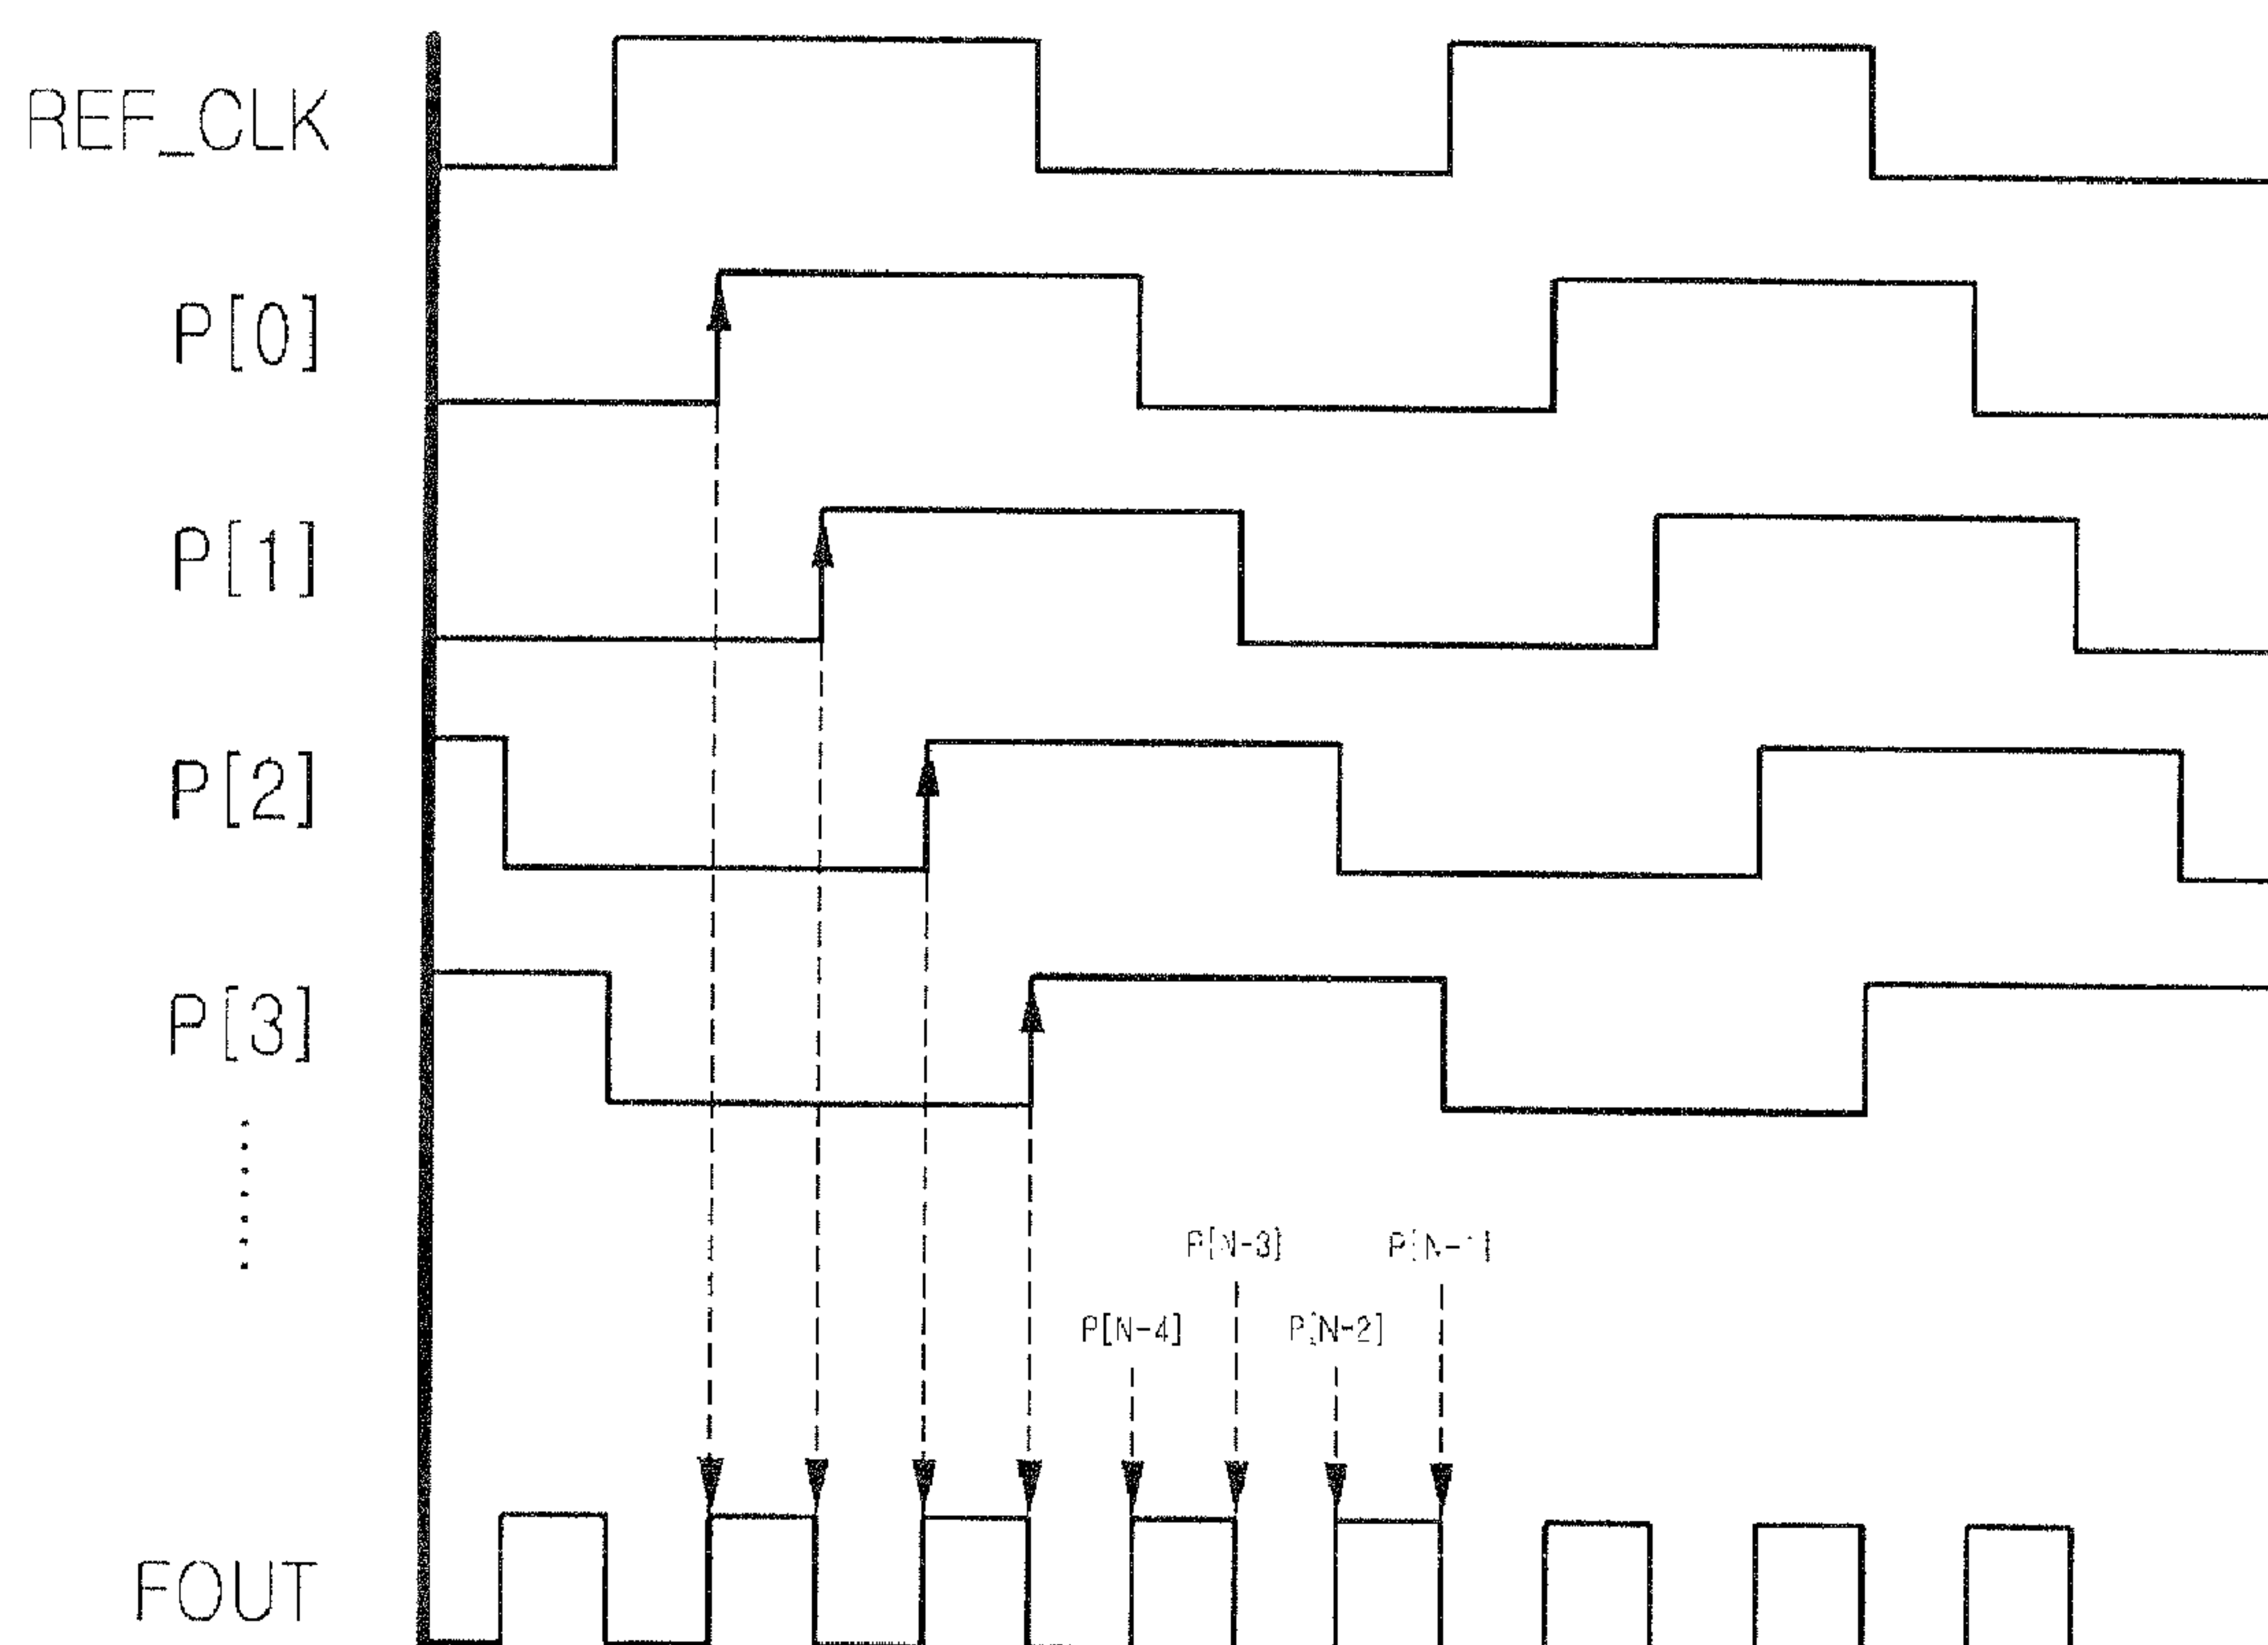 REF_CLK
P[0]
P[1]
P[2]
P[3]
P[N-3]
P[N-1]
P[N-4]
P[N-2]
FOUT